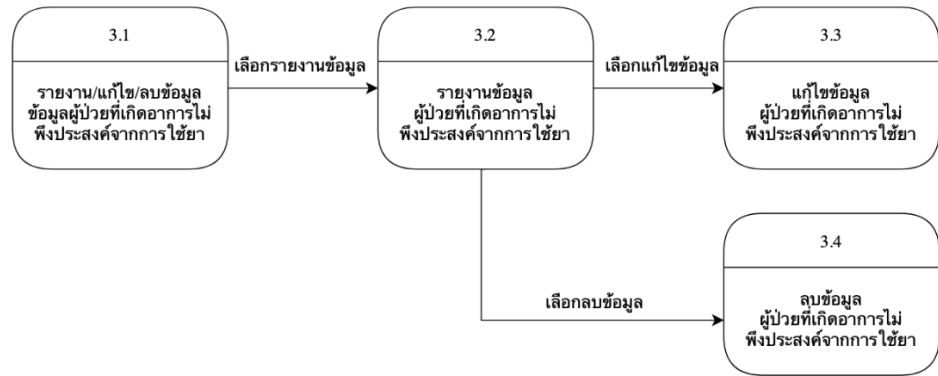 3.1
รายงาน/แก้ไข/ลบข้อมูล
ข้อมูลผู้ป่วยที่เกิดอาการไม่
พึงประสงค์จากการใช้ยา
เลือกรายงานข้อมูล
3.2
รายงานข้อมูล
ผู้ป่วยที่เกิดอาการไม่
พึงประสงค์จากการใช้ยา
เลือกแก้ไขข้อมูล
3.3
แก้ไขข้อมูล
ผู้ป่วยที่เกิดอาการไม่
พึงประสงค์จากการใช้ยา
เลือกลบข้อมูล
3.4
ลบข้อมูล
ผู้ป่วยที่เกิดอาการไม่
พึงประสงค์จากการใช้ยา